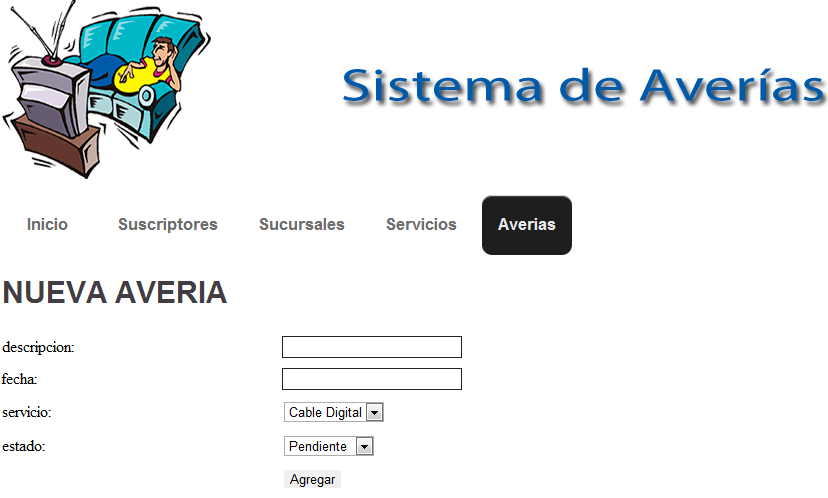 Sistema de Averías
Inicio Suscriptores Sucursales Servicios Averias
NUEVA AVERIA
descripcion:
fecha:
servicio: Cable Digital
estado: Pendiente
Agregar